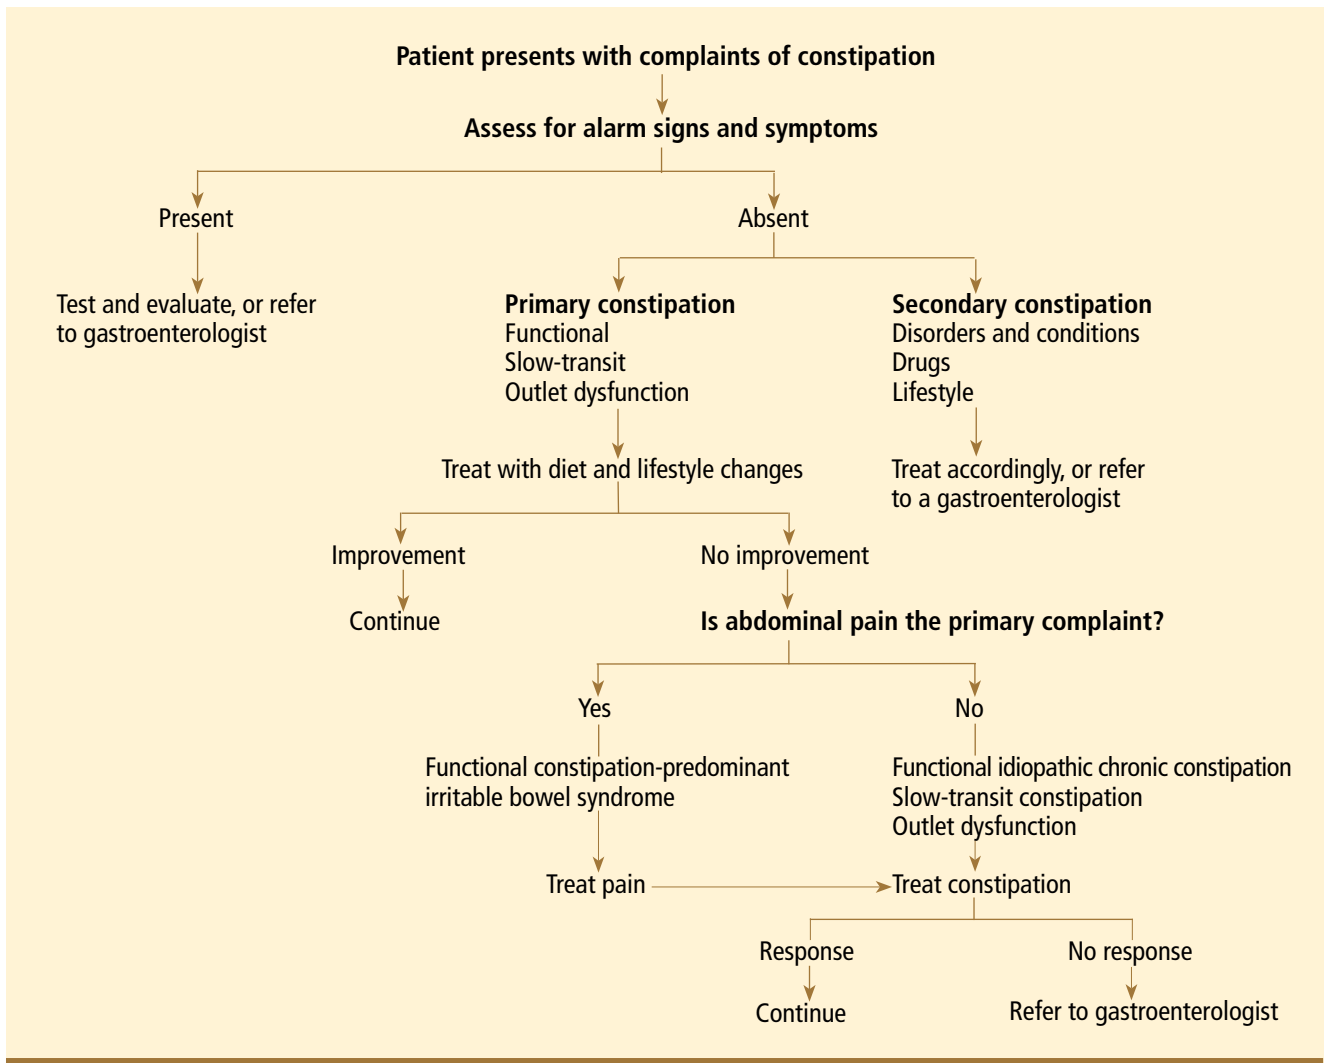 Patient presents with complaints of constipation
Assess for alarm signs and symptoms
Present
Absent
Test and evaluate, or refer
to gastroenterologist
Primary constipation
Functional
Slow-transit
Outlet dysfunction
Secondary constipation
Disorders and conditions
Drugs
Lifestyle
Treat with diet and lifestyle changes
Treat accordingly, or refer
to a gastroenterologist
Improvement
No improvement
Continue
Is abdominal pain the primary complaint?
Yes
No
Functional constipation-predominant
irritable bowel syndrome
Functional idiopathic chronic constipation
Slow-transit constipation
Outlet dysfunction
Treat pain
Treat constipation
Response
No response
Continue
Refer to gastroenterologist